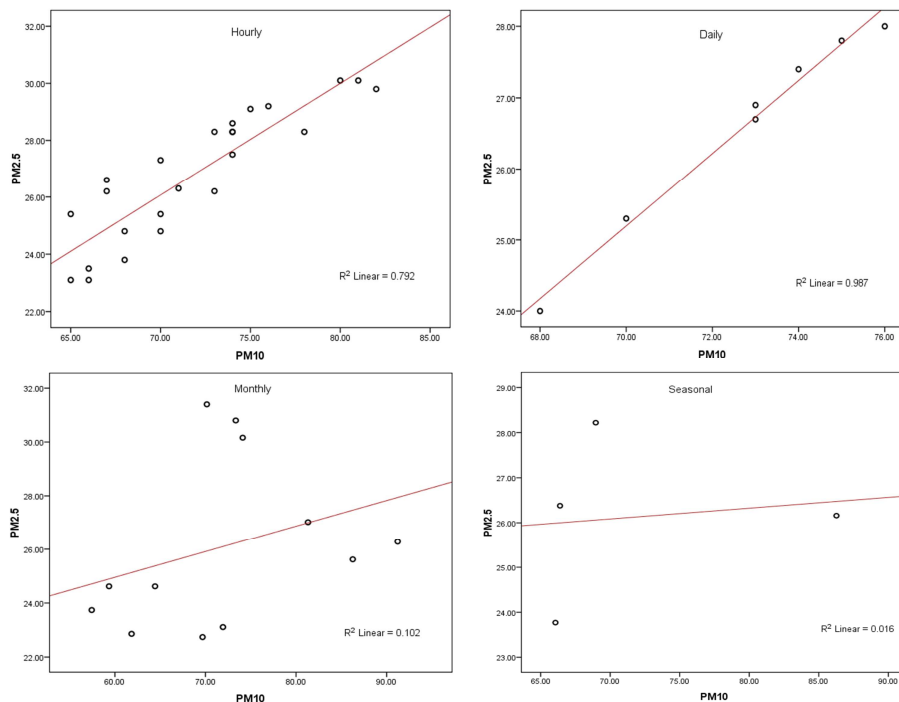 Hourly
32.00
30.00
28.00
26.00
24.00
22.00
PM2.5
R² Linear = 0.792
65.00 70.00 75.00 80.00 85.00
PM10
Daily
28.00
27.00
26.00
25.00
24.00
PM2.5
R² Linear = 0.987
68.00 70.00 72.00 74.00 76.00
PM10
Monthly
32.00
30.00
28.00
26.00
24.00
22.00
PM2.5
R² Linear = 0.102
60.00 70.00 80.00 90.00
PM10
Seasonal
29.00
28.00
27.00
26.00
25.00
24.00
23.00
PM2.5
R² Linear = 0.016
65.00 70.00 75.00 80.00 85.00 90.00
PM10